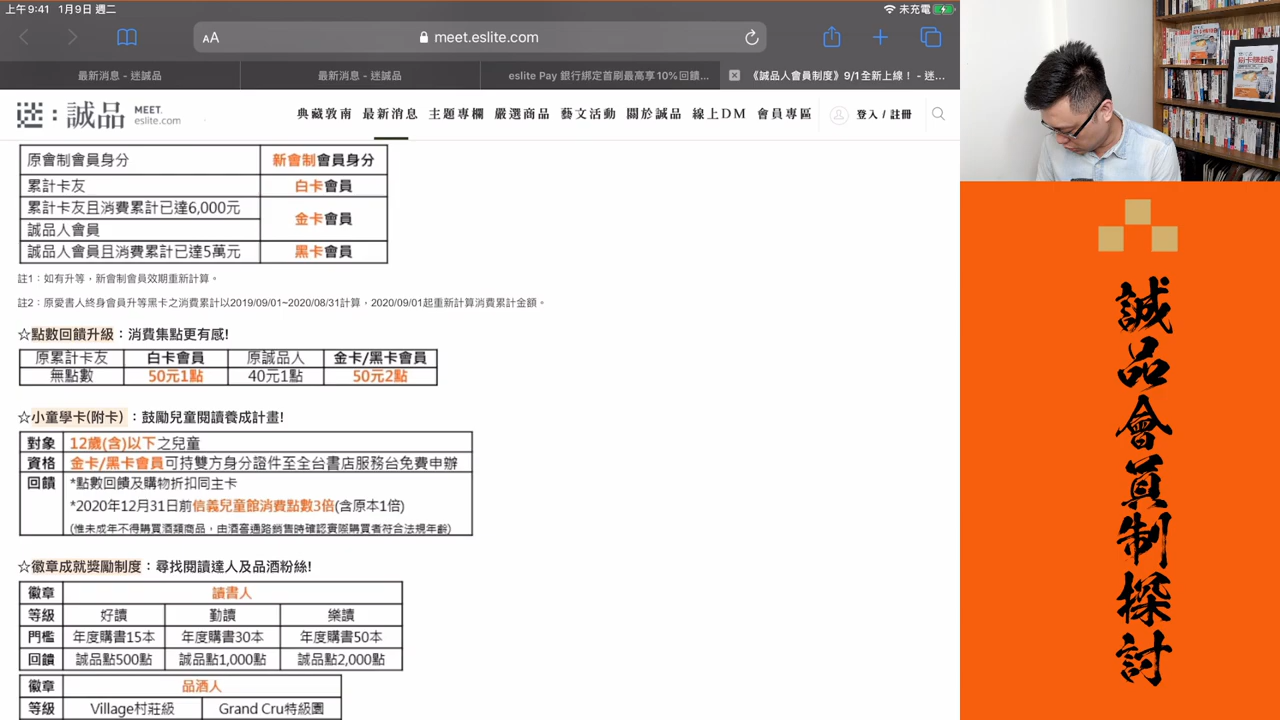 上午9:41 1月9日 週二
未充電
AA
meet.eslite.com
最新消息 - 迷誠品
最新消息 - 迷誠品
eslite Pay 銀行綁定首刷最高享10%回饋...
《誠品人會員制度》9/1全新上線！ - 迷...
迷：誠品 MEET.
eslite.com
典藏敦南 最新消息 主題專欄 嚴選商品 藝文活動 關於誠品 線上DM 會員專區 登入 / 註冊
原會制會員身分 新會制會員身分
累計卡友 白卡會員
累計卡友且消費累計已達6,000元 金卡會員
誠品人會員
誠品人會員且消費累計已達5萬元 黑卡會員
註1：如有升等，新會制會員效期重新計算。
註2：原愛書人終身會員升等黑卡之消費累計以2019/09/01~2020/08/31計算，2020/09/01起重新計算消費累計金額。
☆點數回饋升級：消費集點更有感!
原累計卡友 白卡會員 原誠品人 金卡/黑卡會員
無點數 50元1點 40元1點 50元2點
☆小童學卡(附卡)：鼓勵兒童閱讀養成計畫!
對象 12歲(含)以下之兒童
資格 金卡/黑卡會員可持雙方身分證件至全台書店服務台免費申辦
回饋 *點數回饋及購物折扣同主卡
*2020年12月31日前信義兒童館消費點數3倍(含原本1倍)
(惟未成年不得購買酒類商品，由酒窖通路銷售時確認實際購買者符合法規年齡)
☆徽章成就獎勵制度：尋找閱讀達人及品酒粉絲!
徽章 讀書人
等級 好讀 勤讀 樂讀
門檻 年度購書15本 年度購書30本 年度購書50本
回饋 誠品點500點 誠品點1,000點 誠品點2,000點
徽章 品酒人
等級 Village村莊級 Grand Cru特級園
誠品會員制探討